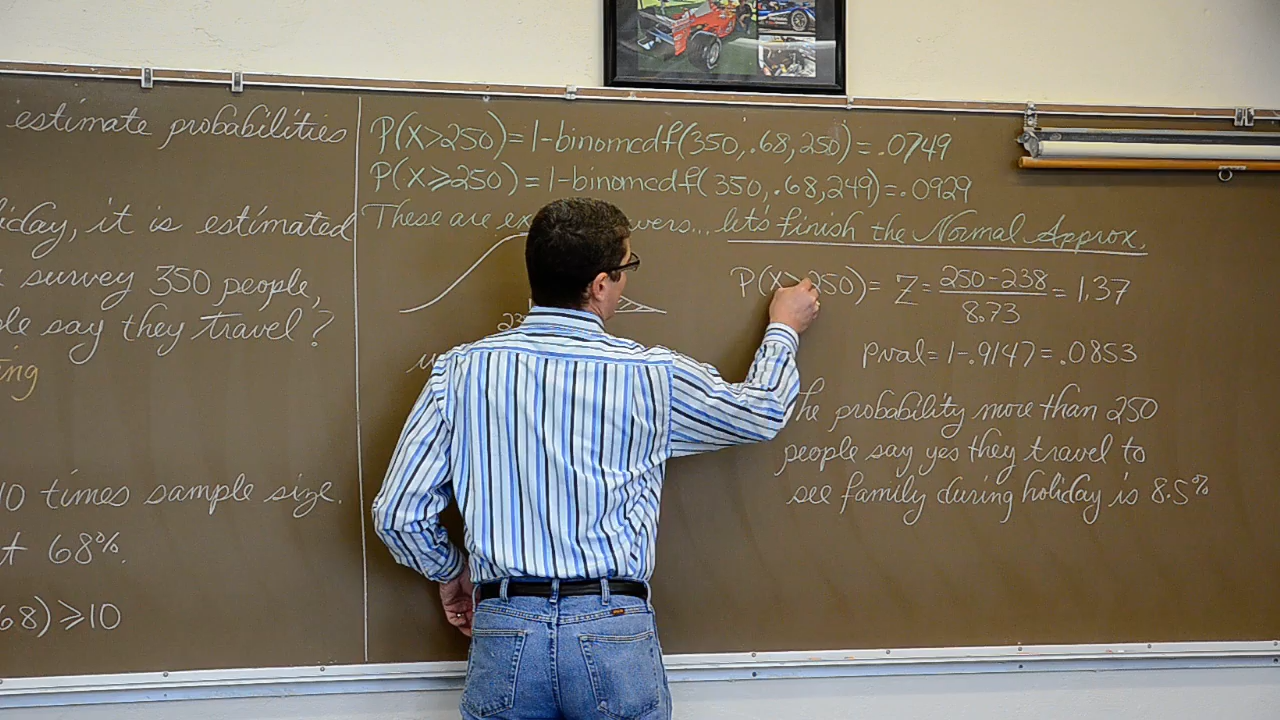 estimate probabilities
iday, it is estimated
survey 350 people,
le say they travel?
ing
10 times sample size.
t 68%.
68) ≥ 10
P(X>250) = 1-binomcdf(350, .68, 250) = .0749
P(X≥250) = 1-binomcdf(350, .68, 249) = .0929
These are ex wers... let's finish the Normal Approx.
23
P(X>250) = Z = 250-238 / 8.73 = 1.37
pval = 1-.9147 = .0853
he probability more than 250
people say yes they travel to
see family during holiday is 8.5%